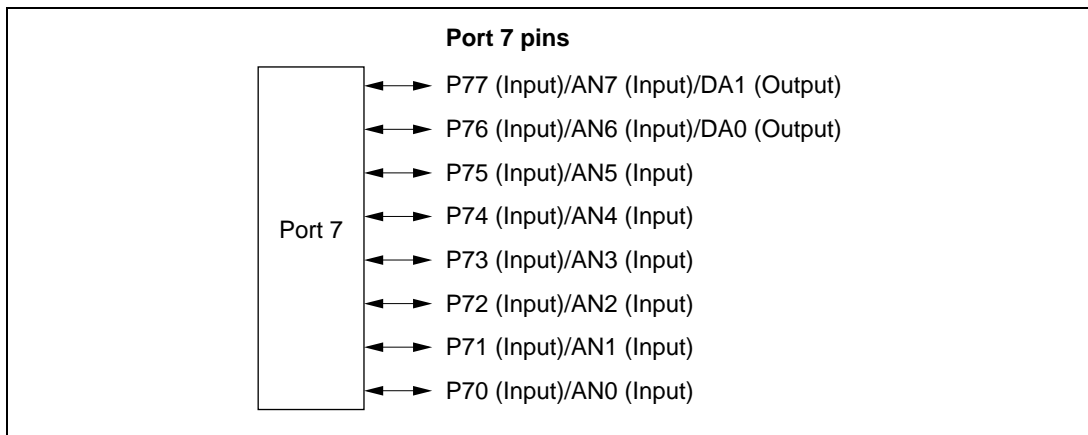 Port 7 pins
P77 (Input)/AN7 (Input)/DA1 (Output)
P76 (Input)/AN6 (Input)/DA0 (Output)
P75 (Input)/AN5 (Input)
P74 (Input)/AN4 (Input)
Port 7
P73 (Input)/AN3 (Input)
P72 (Input)/AN2 (Input)
P71 (Input)/AN1 (Input)
P70 (Input)/AN0 (Input)